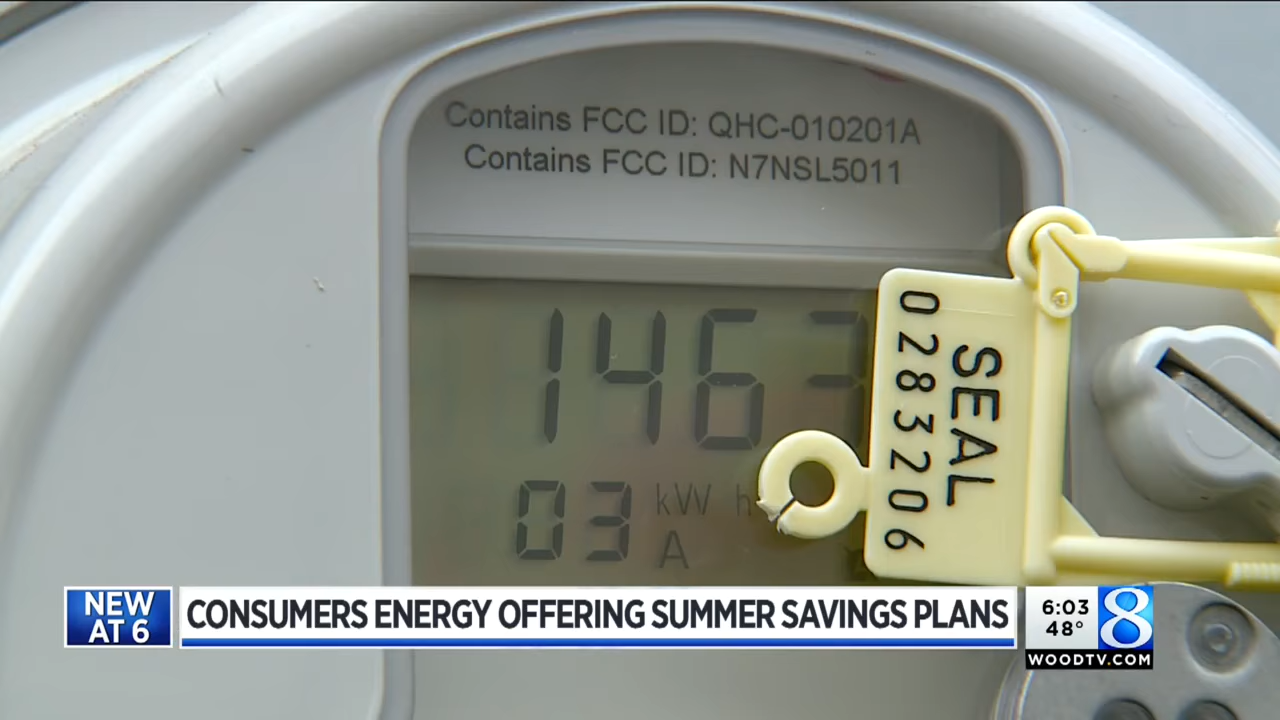 Contains FCC ID: QHC-010201A
Contains FCC ID: N7NSL5011
146
03 kW h
A
SEAL
0283206
NEW
AT 6
CONSUMERS ENERGY OFFERING SUMMER SAVINGS PLANS
6:03
48°
8
WOODTV.COM